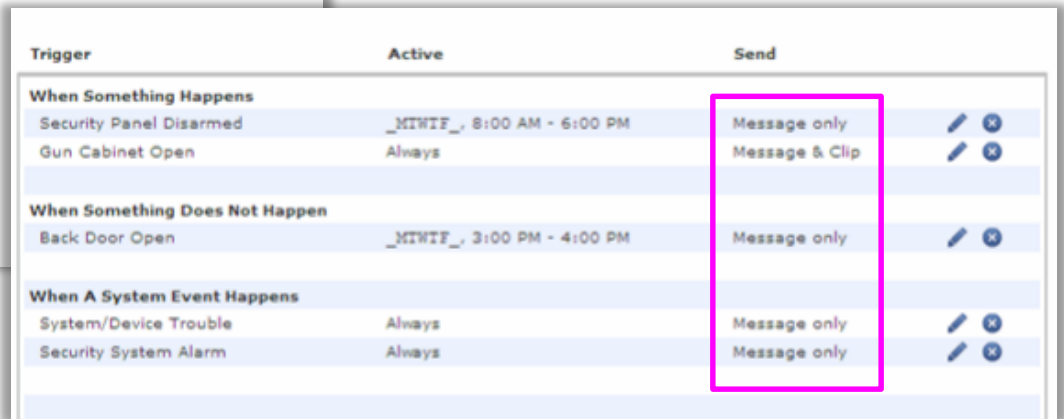 Trigger Active Send
When Something Happens
Security Panel Disarmed _MTWTF_, 8:00 AM - 6:00 PM Message only
Gun Cabinet Open Always Message & Clip
When Something Does Not Happen
Back Door Open _MTWTF_, 3:00 PM - 4:00 PM Message only
When A System Event Happens
System/Device Trouble Always Message only
Security System Alarm Always Message only